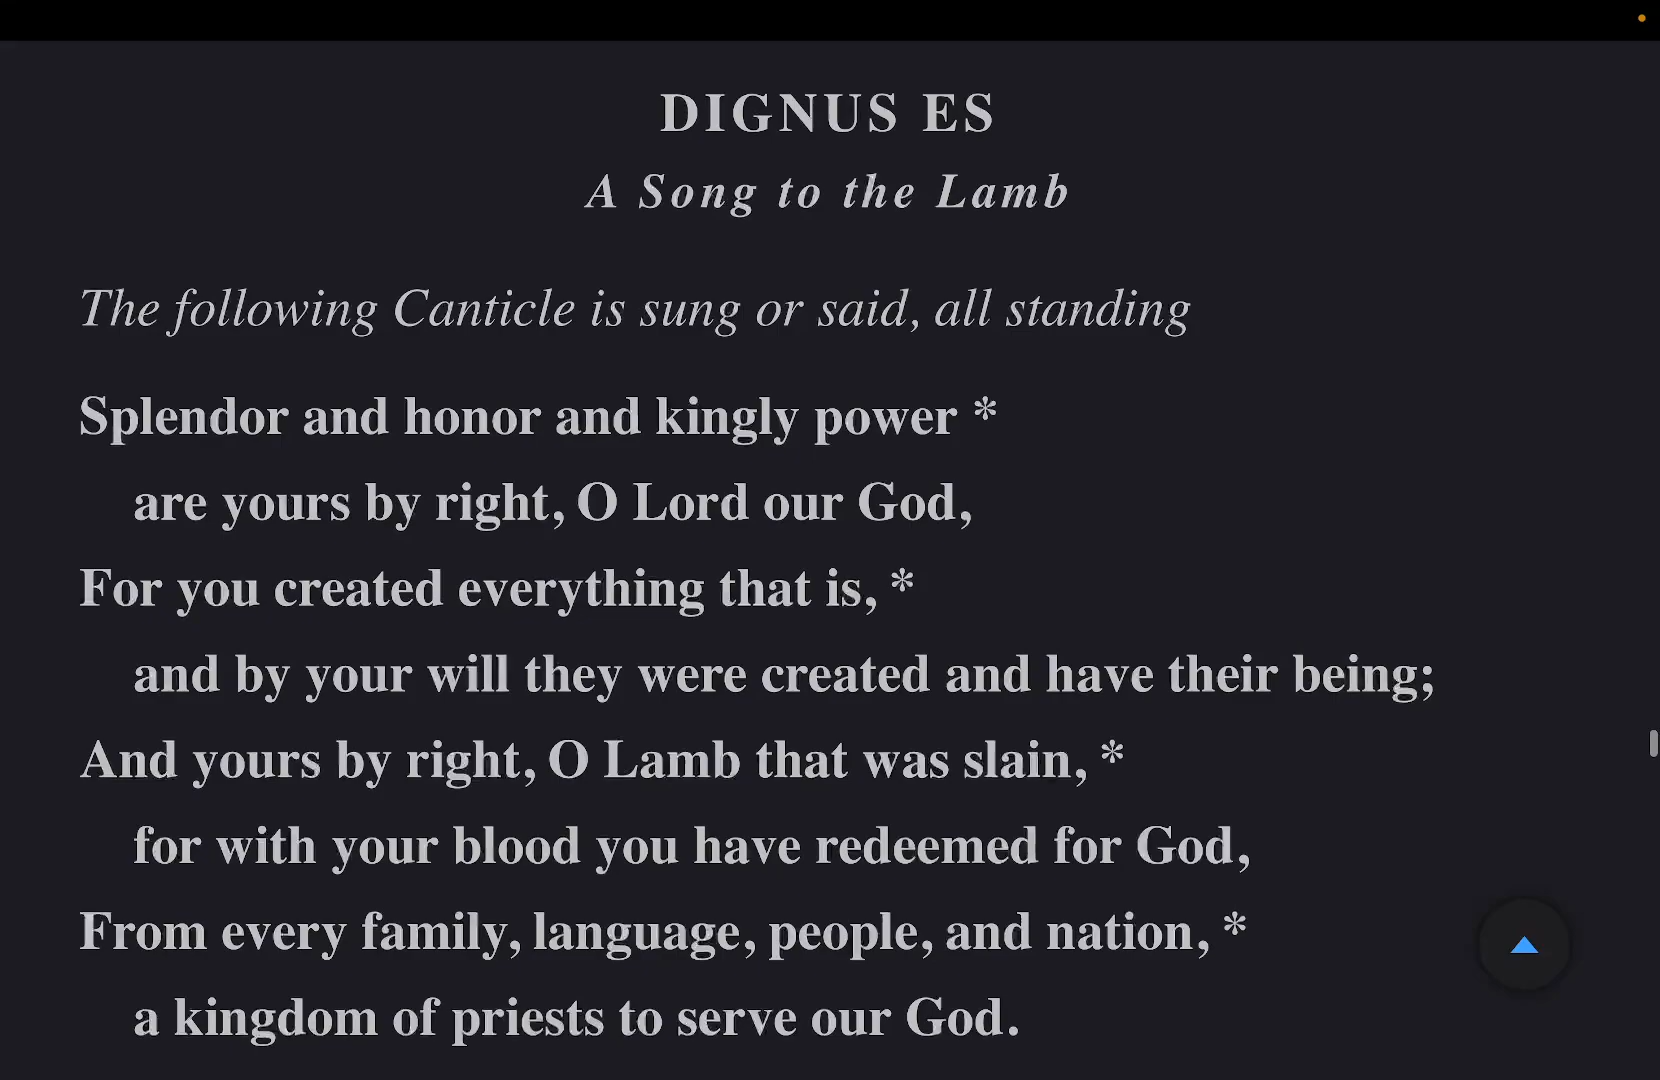 DIGNUS ES
A Song to the Lamb
The following Canticle is sung or said, all standing
Splendor and honor and kingly power *
are yours by right, O Lord our God,
For you created everything that is, *
and by your will they were created and have their being;
And yours by right, O Lamb that was slain, *
for with your blood you have redeemed for God,
From every family, language, people, and nation, *
a kingdom of priests to serve our God.